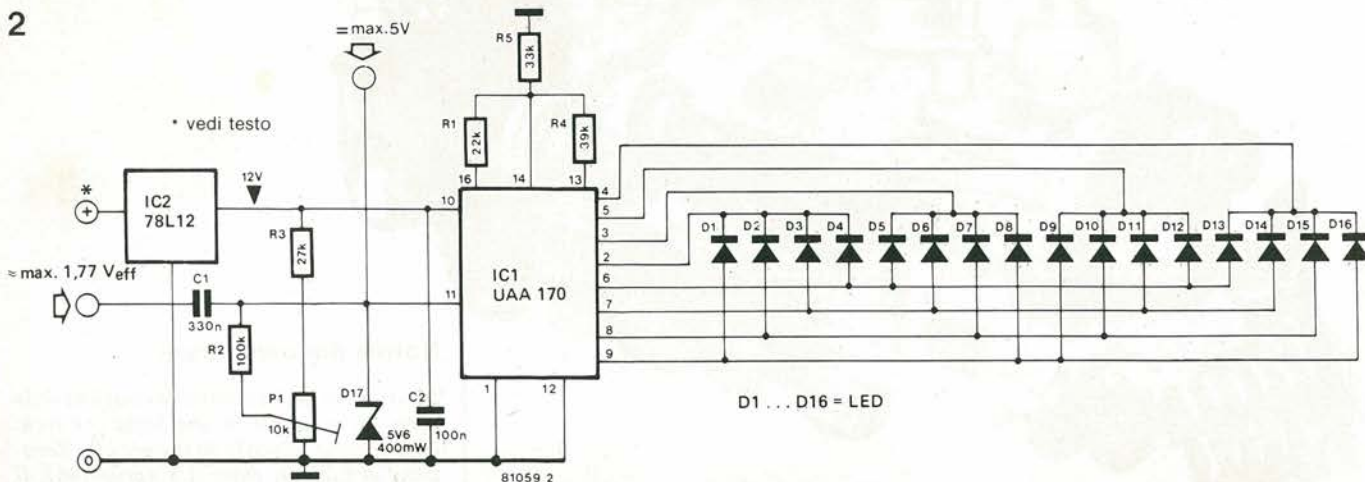 2
=max.5V
* vedi testo
*
+
IC2
78L12
12V
≈ max. 1,77 Veff
C1
330n
R2
100k
R3
27k
P1
10k
D17
5V6
400mW
C2
100n
0
R5
33k
R1
22k
R4
39k
16
14
13
10
11
1
12
4
5
3
2
6
7
8
9
IC1
UAA 170
D1
D2
D3
D4
D5
D6
D7
D8
D9
D10
D11
D12
D13
D14
D15
D16
D1 ... D16 = LED
81059 2